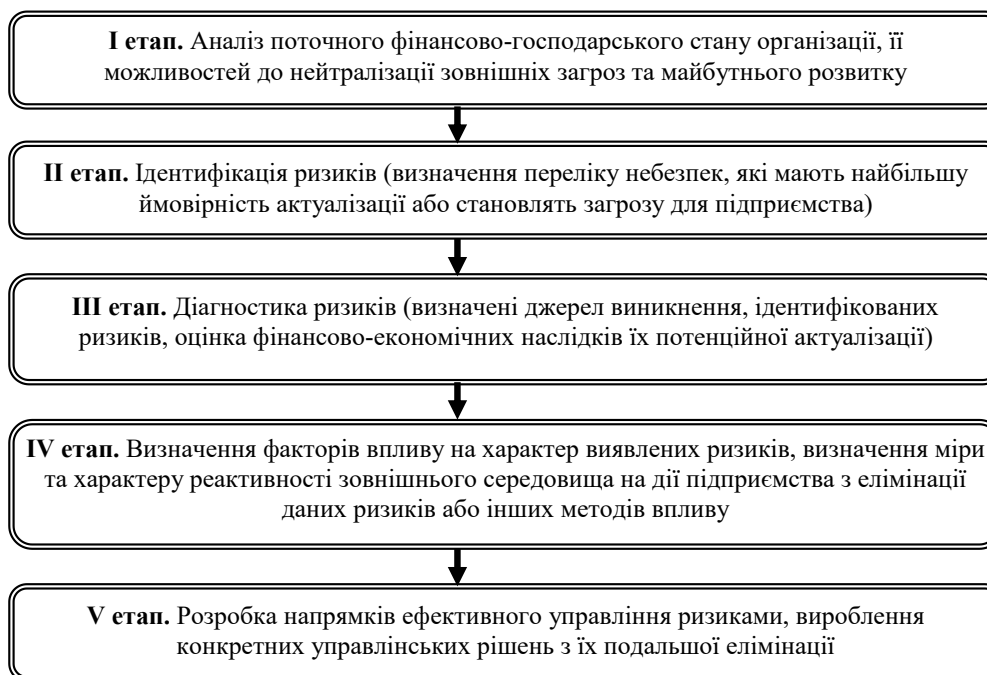 І етап. Аналіз поточного фінансово-господарського стану організації, її
можливостей до нейтралізації зовнішніх загроз та майбутнього розвитку
ІІ етап. Ідентифікація ризиків (визначення переліку небезпек, які мають найбільшу
ймовірність актуалізації або становлять загрозу для підприємства)
ІІІ етап. Діагностика ризиків (визначені джерел виникнення, ідентифікованих
ризиків, оцінка фінансово-економічних наслідків їх потенційної актуалізації)
IV етап. Визначення факторів впливу на характер виявлених ризиків, визначення міри
та характеру реактивності зовнішнього середовища на дії підприємства з елімінації
даних ризиків або інших методів впливу
V етап. Розробка напрямків ефективного управління ризиками, вироблення
конкретних управлінських рішень з їх подальшої елімінації